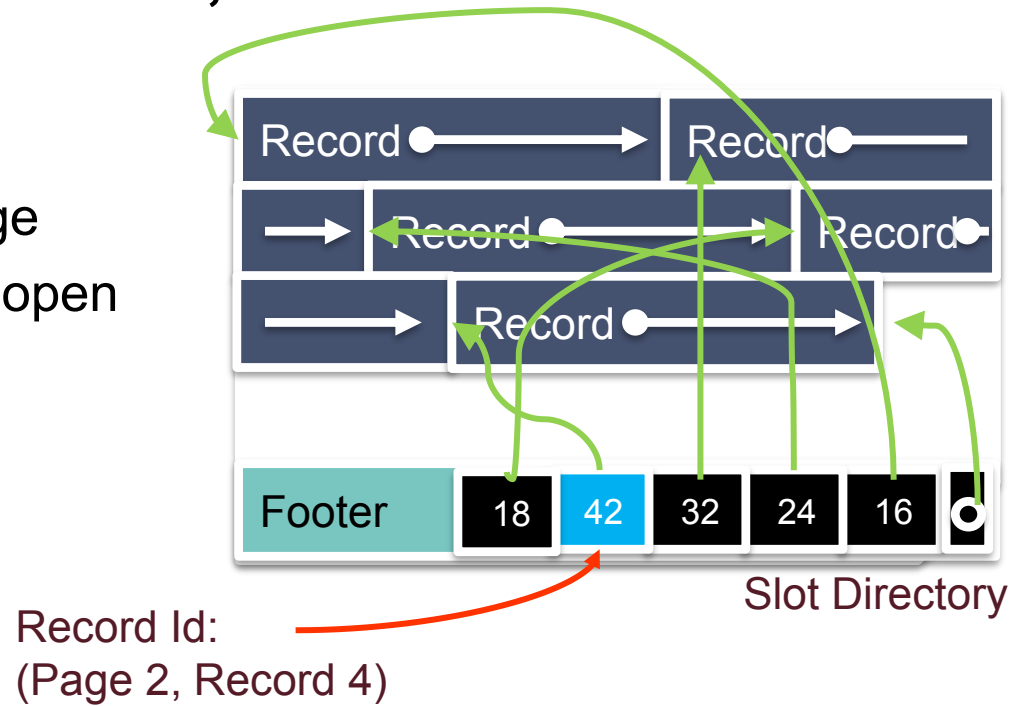 Record Record
ge Record Record
open
Record
Footer 18 42 32 24 16
Slot Directory
Record Id:
(Page 2, Record 4)